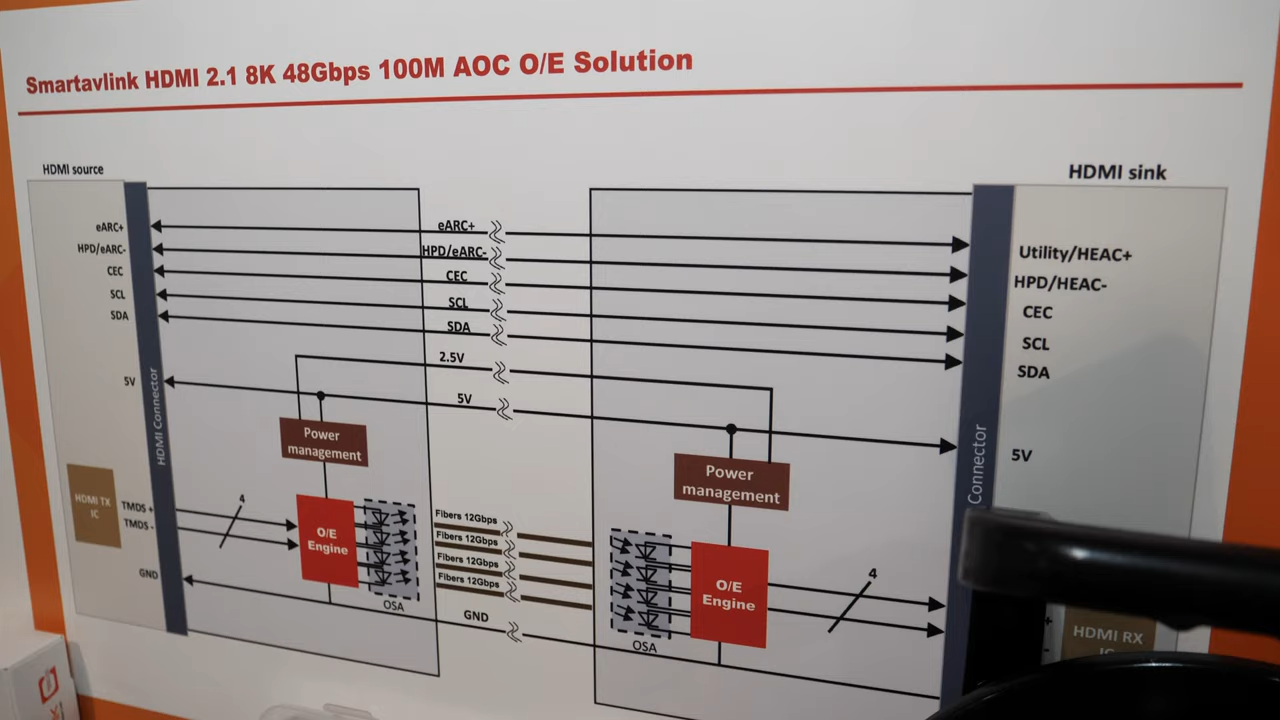 Smartavlink HDMI 2.1 8K 48Gbps 100M AOC O/E Solution
HDMI source
HDMI sink
eARC+
HPD/eARC-
CEC
SCL
SDA
5V
HDMI Connector
HDMI TX
IC
TMDS +
TMDS -
GND
4
Power
management
O/E
Engine
OSA
eARC+
HPD/eARC-
CEC
SCL
SDA
2.5V
5V
Fibers 12Gbps
Fibers 12Gbps
Fibers 12Gbps
Fibers 12Gbps
GND
Power
management
O/E
Engine
OSA
4
Connector
Utility/HEAC+
HPD/HEAC-
CEC
SCL
SDA
5V
HDMI RX